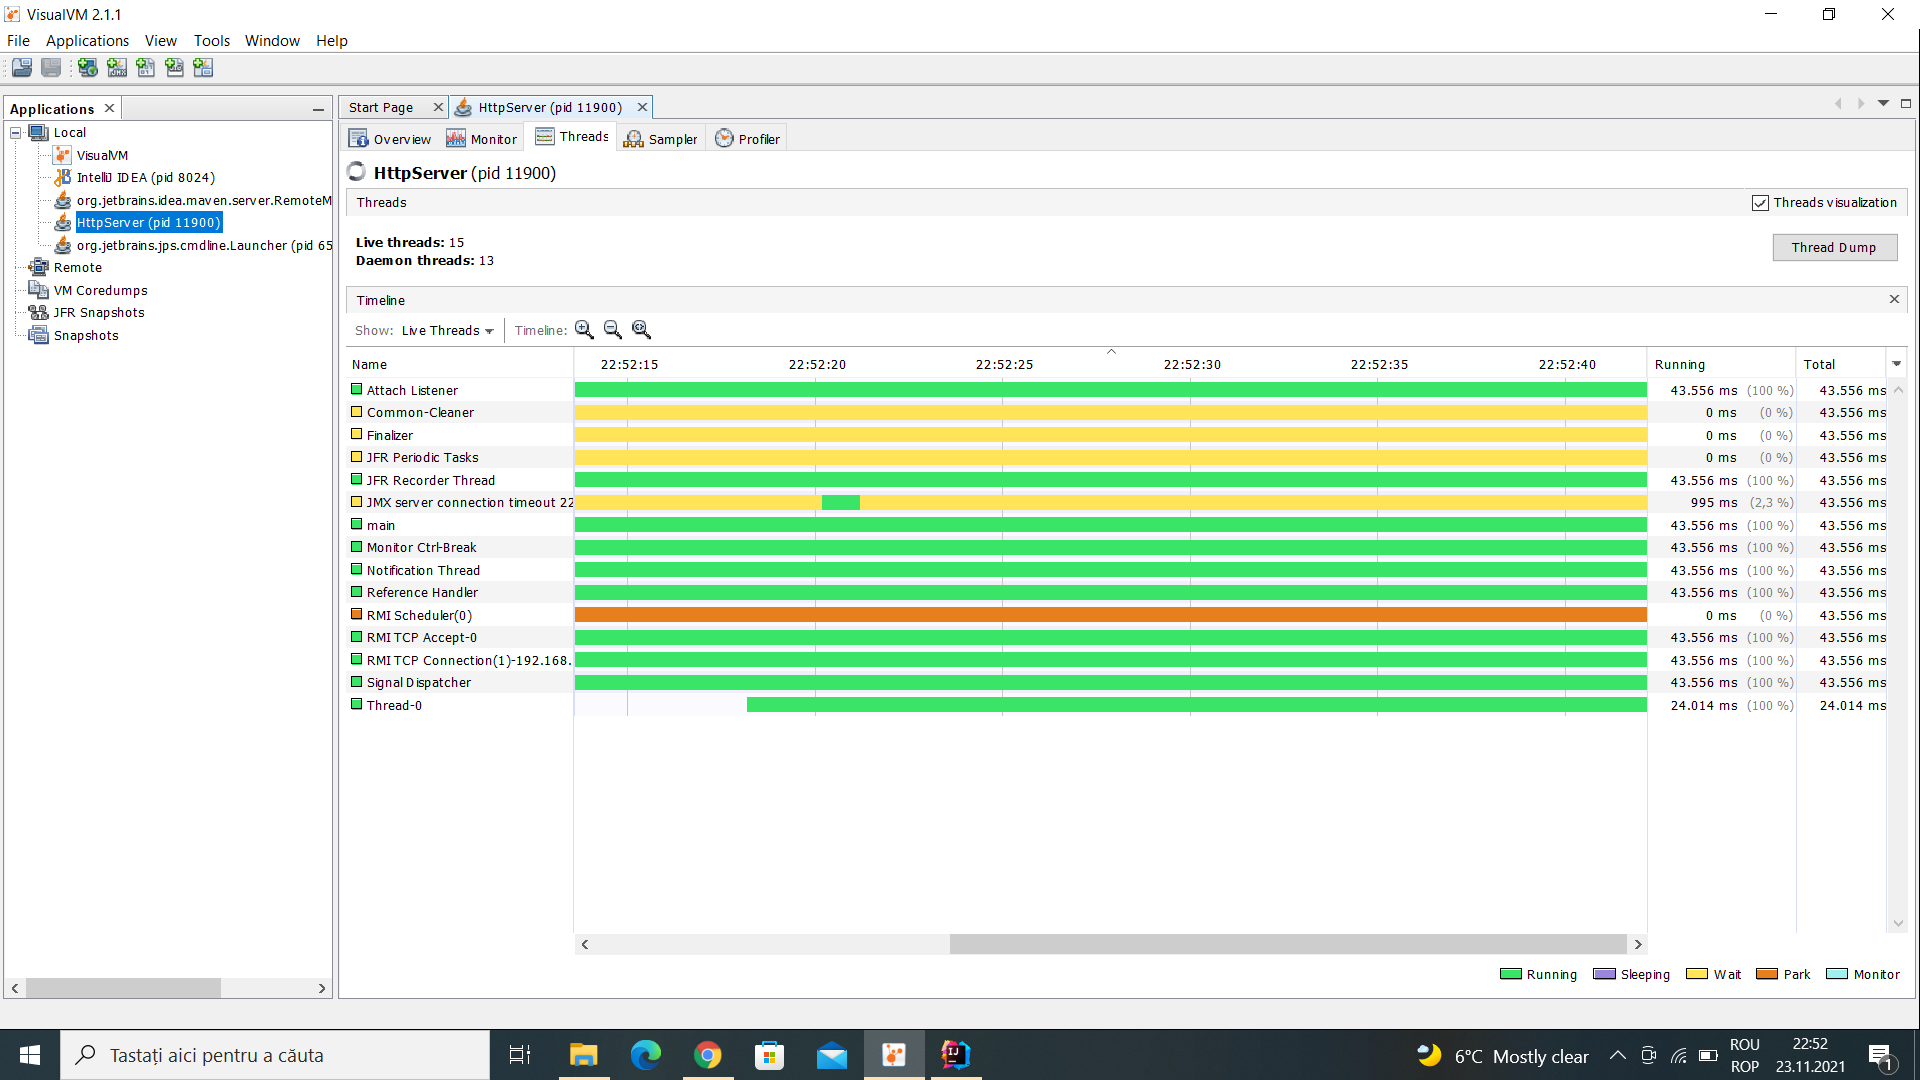 VisualVM 2.1.1
File Applications View Tools Window Help
Applications
Local
VisualVM
IntelliJ IDEA (pid 8024)
org.jetbrains.idea.maven.server.RemoteM
HttpServer (pid 11900)
org.jetbrains.jps.cmdline.Launcher (pid 65
Remote
VM Coredumps
JFR Snapshots
Snapshots
Start Page HttpServer (pid 11900)
Overview Monitor Threads Sampler Profiler
HttpServer (pid 11900)
Threads Threads visualization
Live threads: 15
Daemon threads: 13
Thread Dump
Timeline
Show: Live Threads Timeline:
Name 22:52:15 22:52:20 22:52:25 22:52:30 22:52:35 22:52:40 Running Total
Attach Listener 43.556 ms (100 %) 43.556 ms
Common-Cleaner 0 ms (0 %) 43.556 ms
Finalizer 0 ms (0 %) 43.556 ms
JFR Periodic Tasks 0 ms (0 %) 43.556 ms
JFR Recorder Thread 43.556 ms (100 %) 43.556 ms
JMX server connection timeout 22 995 ms (2,3 %) 43.556 ms
main 43.556 ms (100 %) 43.556 ms
Monitor Ctrl-Break 43.556 ms (100 %) 43.556 ms
Notification Thread 43.556 ms (100 %) 43.556 ms
Reference Handler 43.556 ms (100 %) 43.556 ms
RMI Scheduler(0) 0 ms (0 %) 43.556 ms
RMI TCP Accept-0 43.556 ms (100 %) 43.556 ms
RMI TCP Connection(1)-192.168. 43.556 ms (100 %) 43.556 ms
Signal Dispatcher 43.556 ms (100 %) 43.556 ms
Thread-0 24.014 ms (100 %) 24.014 ms
Running Sleeping Wait Park Monitor
Tastați aici pentru a căuta
6°C Mostly clear
ROU
ROP
22:52
23.11.2021
1